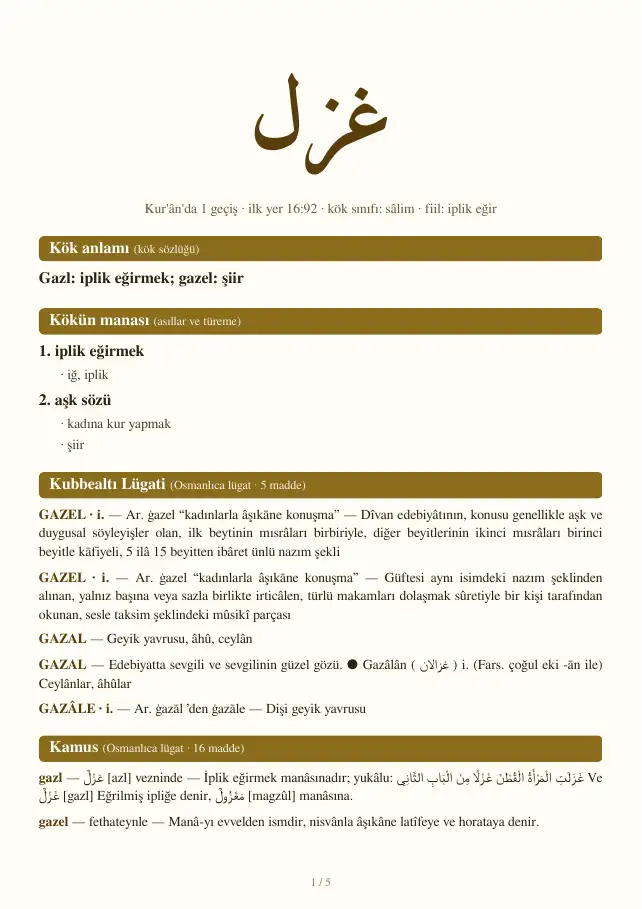 غزل
Kur'ân'da 1 geçiş · ilk yer 16:92 · kök sınıfı: sâlim · fiil: iplik eğir
Kök anlamı (kök sözlüğü)
Gazl: iplik eğirmek; gazel: şiir
Kökün manası (asıllar ve türeme)
1. iplik eğirmek
· iğ, iplik
2. aşk sözü
· kadına kur yapmak
· şiir
Kubbealtı Lügati (Osmanlıca lügat · 5 madde)
GAZEL · i. — Ar. ġazel “kadınlarla âşıkāne konuşma” — Dîvan edebiyâtının, konusu genellikle aşk ve
duygusal söyleyişler olan, ilk beytinin mısrâları birbiriyle, diğer beyitlerinin ikinci mısrâları birinci
beyitle kāfiyeli, 5 ilâ 15 beyitten ibâret ünlü nazım şekli
GAZEL · i. — Ar. ġazel “kadınlarla âşıkāne konuşma” — Güftesi aynı isimdeki nazım şeklinden
alınan, yalnız başına veya sazla birlikte irticâlen, türlü makamları dolaşmak sûretiyle bir kişi tarafından
okunan, sesle taksim şeklindeki mûsikî parçası
GAZAL — Geyik yavrusu, âhû, ceylân
GAZAL — Edebiyatta sevgili ve sevgilinin güzel gözü. ● Gazâlân ( غزالان ) i. (Fars. çoğul eki -ān ile)
Ceylânlar, âhûlar
GAZÂLE · i. — Ar. ġazāl ’den ġazāle — Dişi geyik yavrusu
Kamus (Osmanlıca lügat · 16 madde)
gazl — غَزْلٌ [azl] vezninde — İplik eğirmek manâsınadır; yukâlu: غَزَلَتِ الْمَرْأَةُ الْقُطْنَ غَزْلًا مِنَ الْبَابِ الثَّانِي Ve
غَزْلٌ [gazl] Eğrilmiş ipliğe denir, مَغْزُولٌ [magzûl] manâsına.
gazel — fethateynle — Manâ-yı evvelden ismdir, nisvânla âşıkâne latîfeye ve horataya denir.
1 / 5